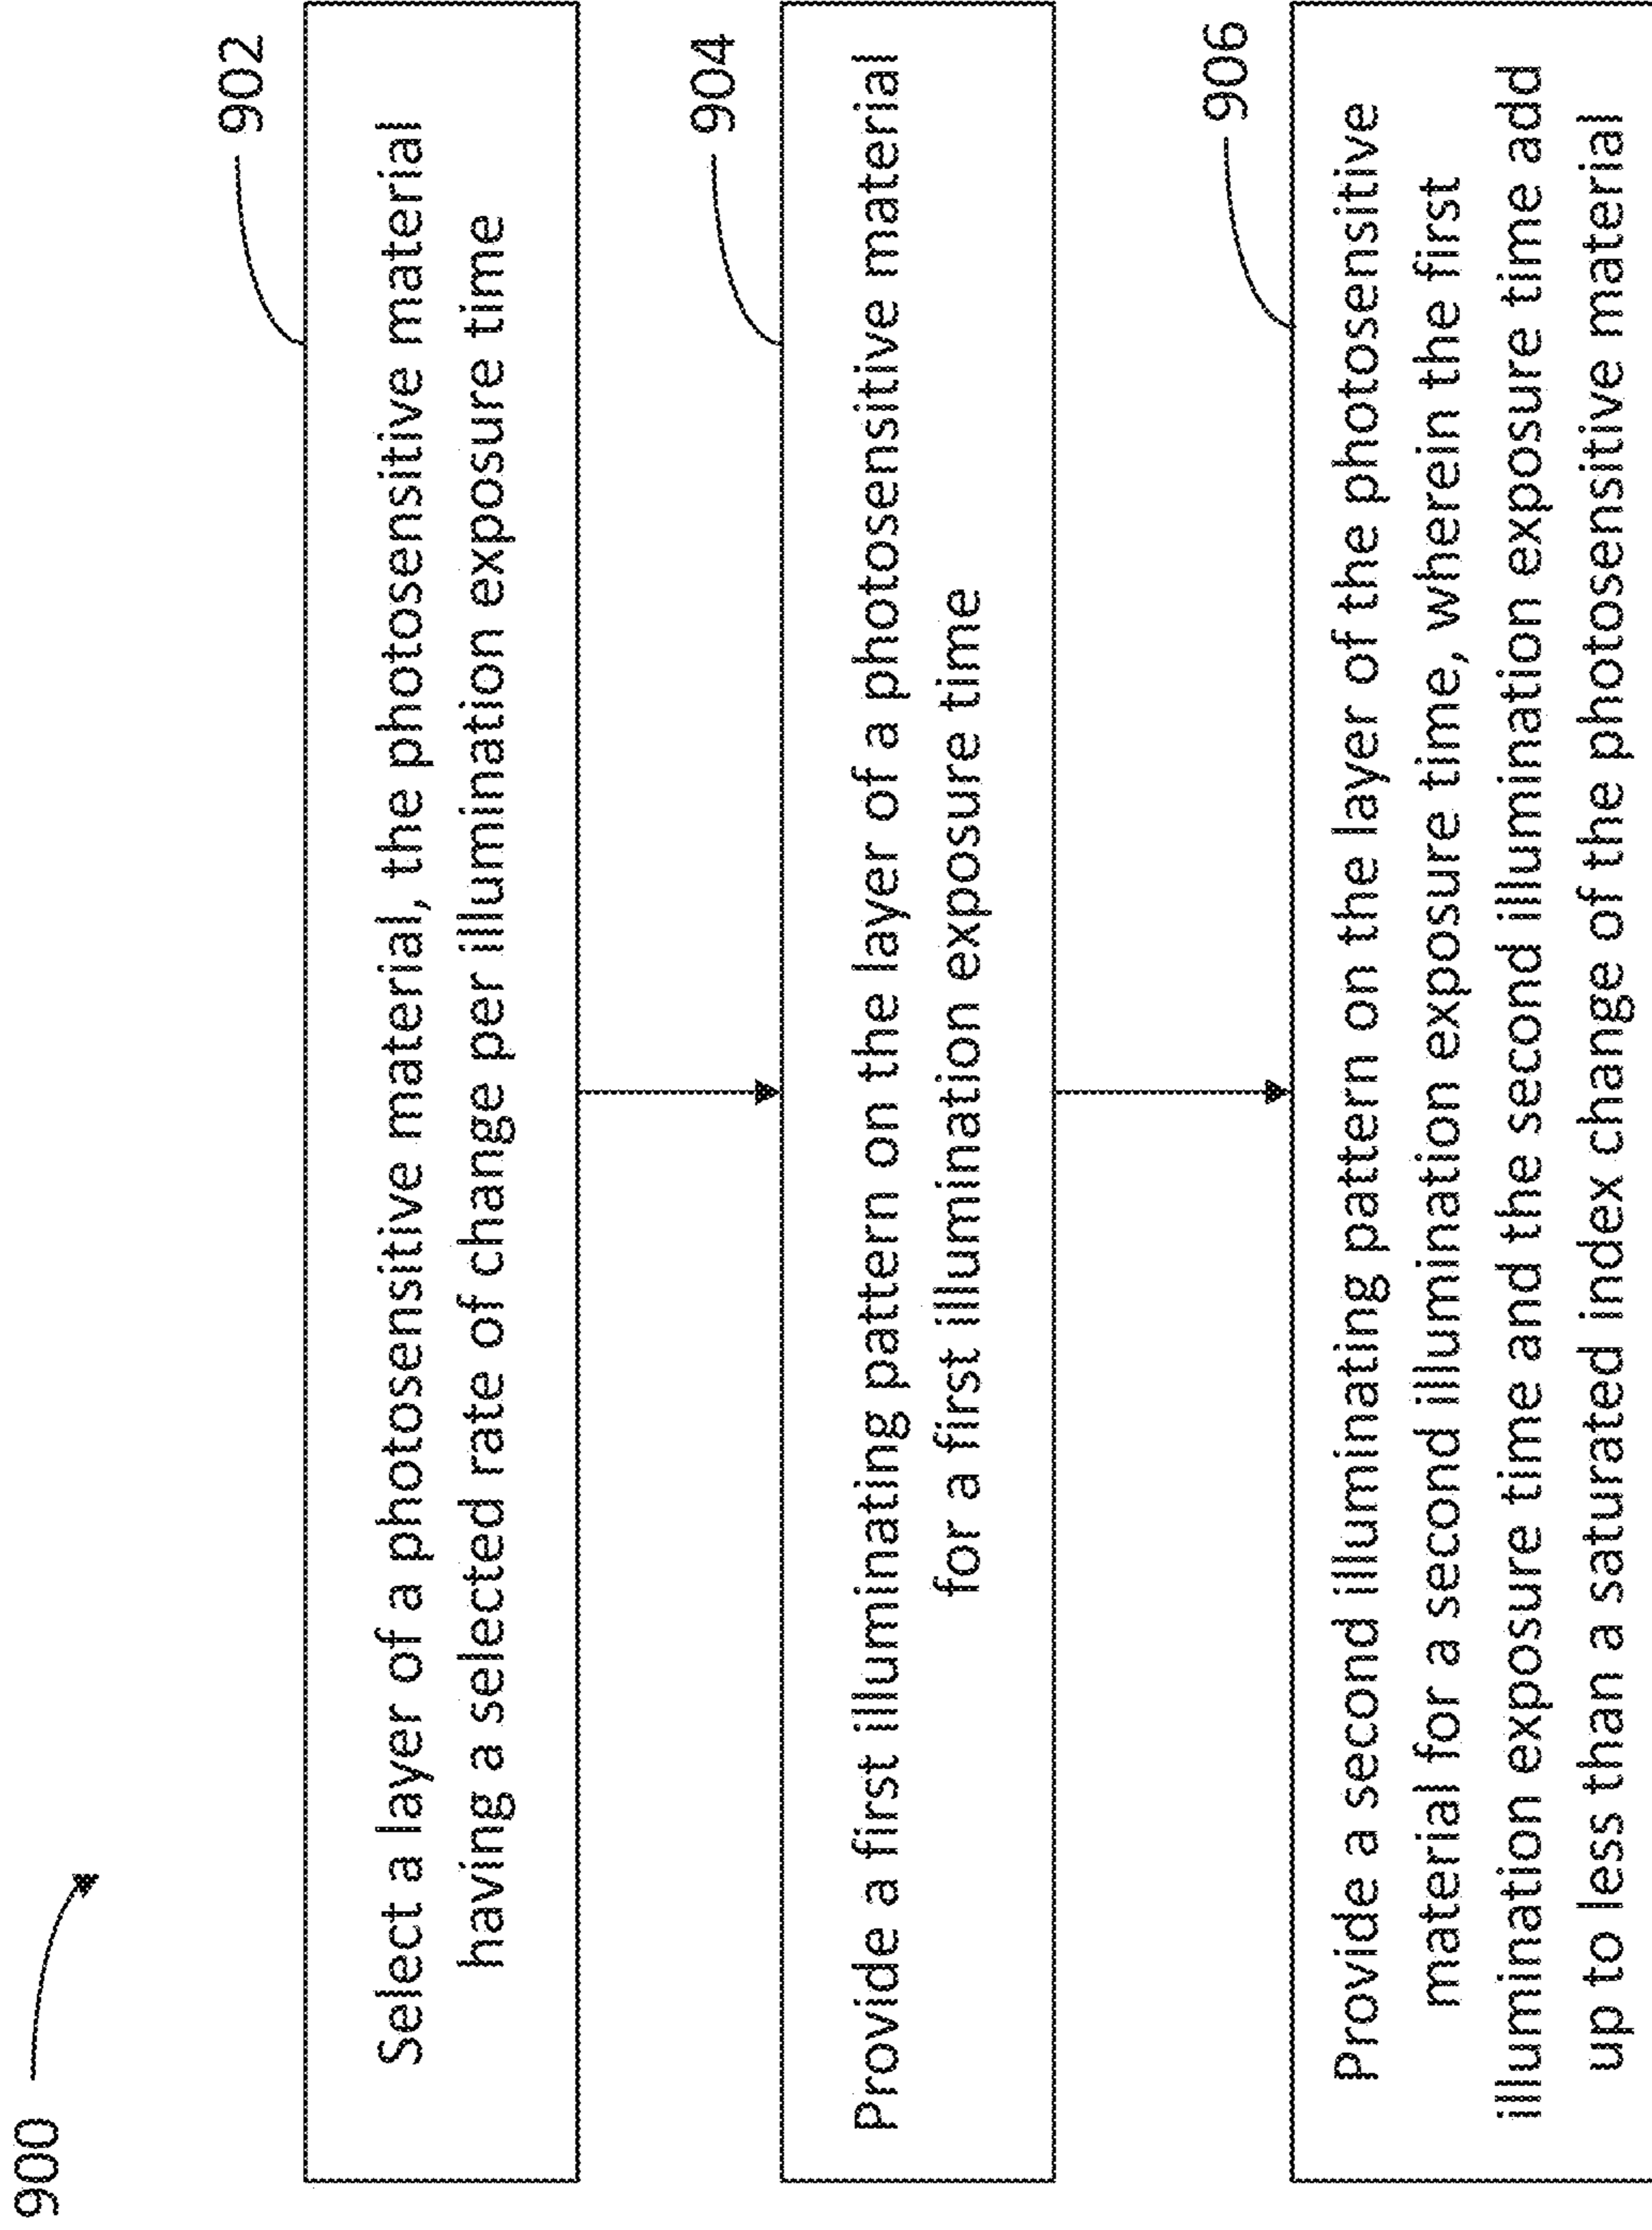 900
902
Select a layer of a photosensitive material, the photosensitive material
having a selected rate of change per illumination exposure time
904
Provide a first illuminating pattern on the layer of a photosensitive material
for a first illumination exposure time
906
Provide a second illuminating pattern on the layer of the photosensitive
material for a second illumination exposure time, wherein the first
illumination exposure time and the second illumination exposure time add
up to less than a saturated index change of the photosensitive material